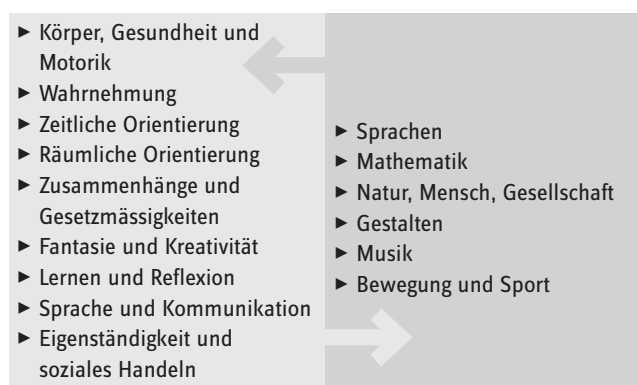 ► Körper, Gesundheit und
Motorik
► Wahrnehmung
► Zeitliche Orientierung
► Räumliche Orientierung
► Zusammenhänge und
Gesetzmässigkeiten
► Fantasie und Kreativität
► Lernen und Reflexion
► Sprache und Kommunikation
► Eigenständigkeit und
soziales Handeln
► Sprachen
► Mathematik
► Natur, Mensch, Gesellschaft
► Gestalten
► Musik
► Bewegung und Sport